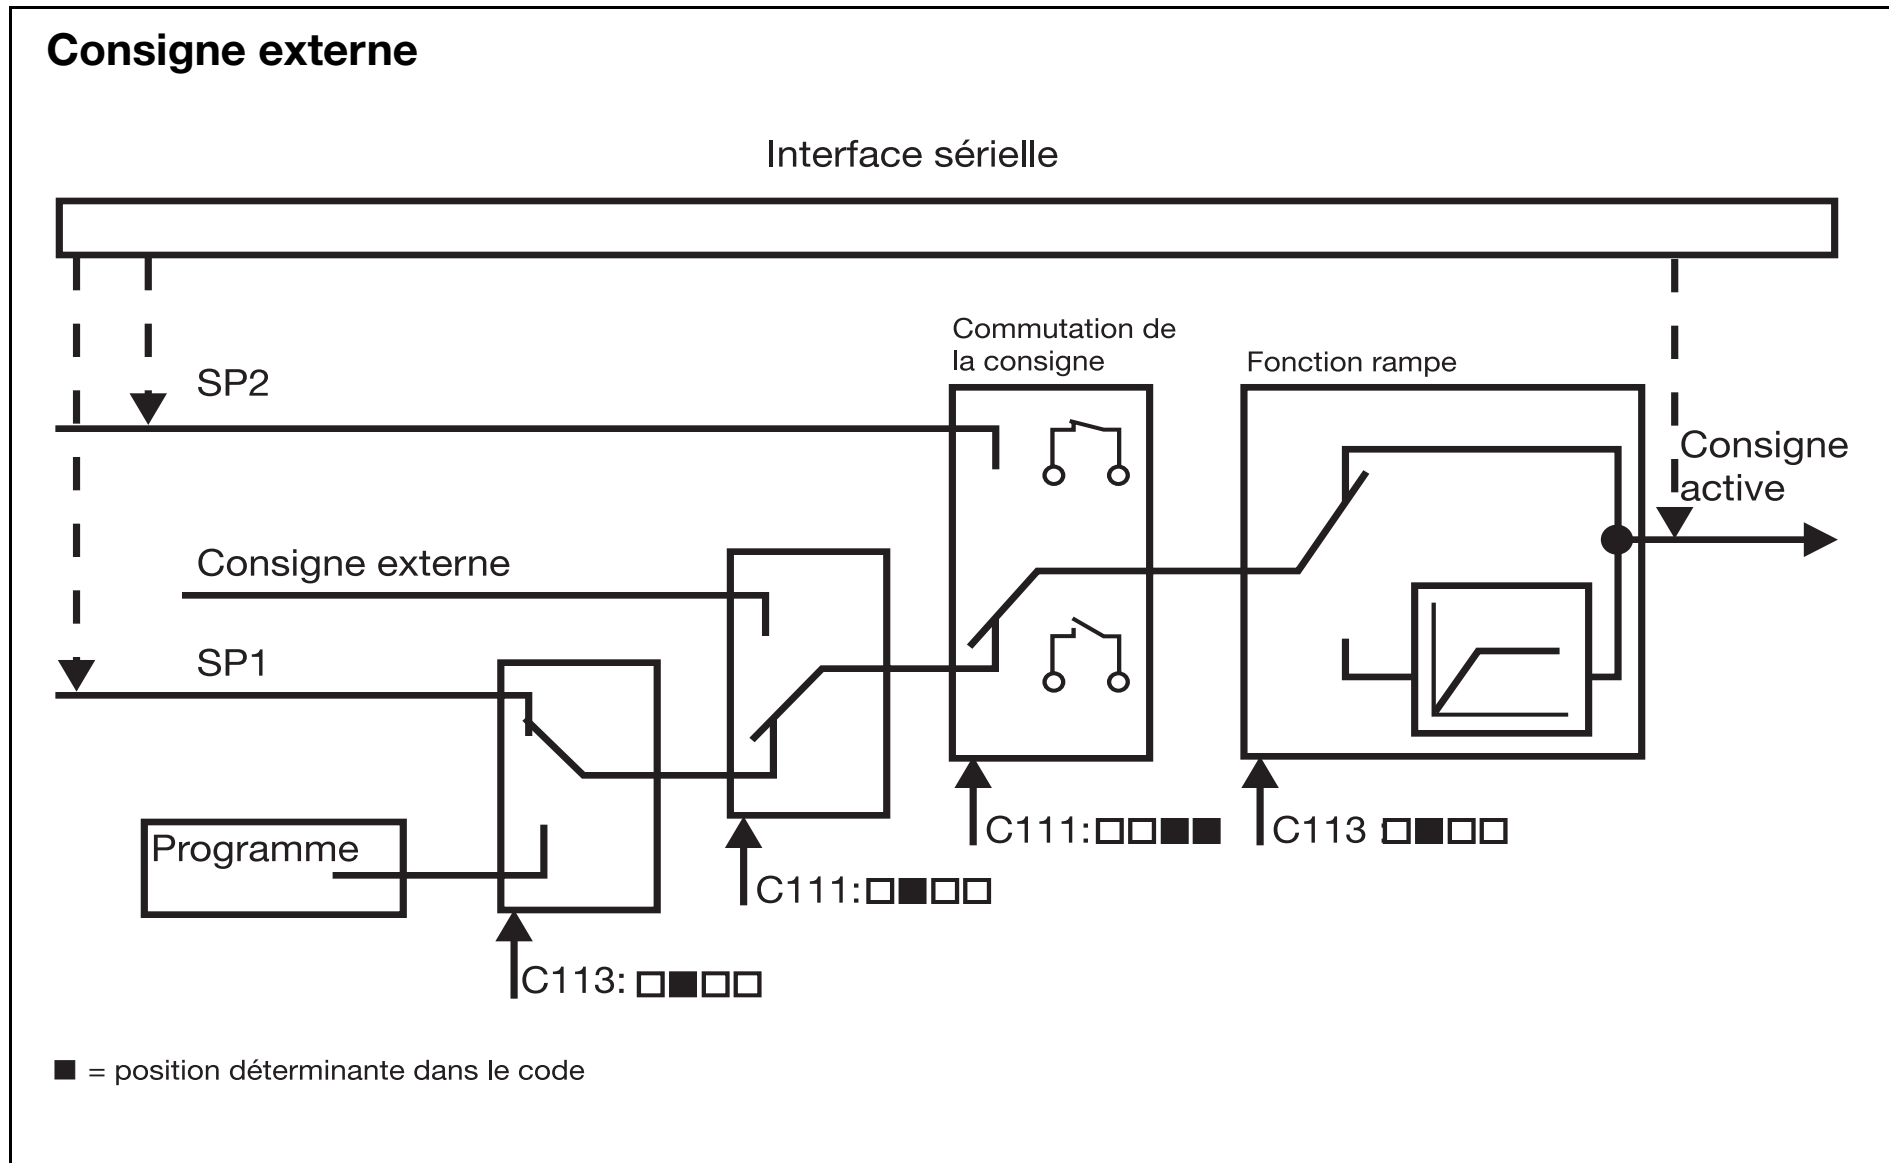 Consigne externe
Interface sérielle
Commutation de
la consigne
Fonction rampe
SP2
Consigne
active
Consigne externe
SP1
Programme
C111:□□■■
C113 :□■□□
C111:□■□□
C113: □■□□
■ = position déterminante dans le code